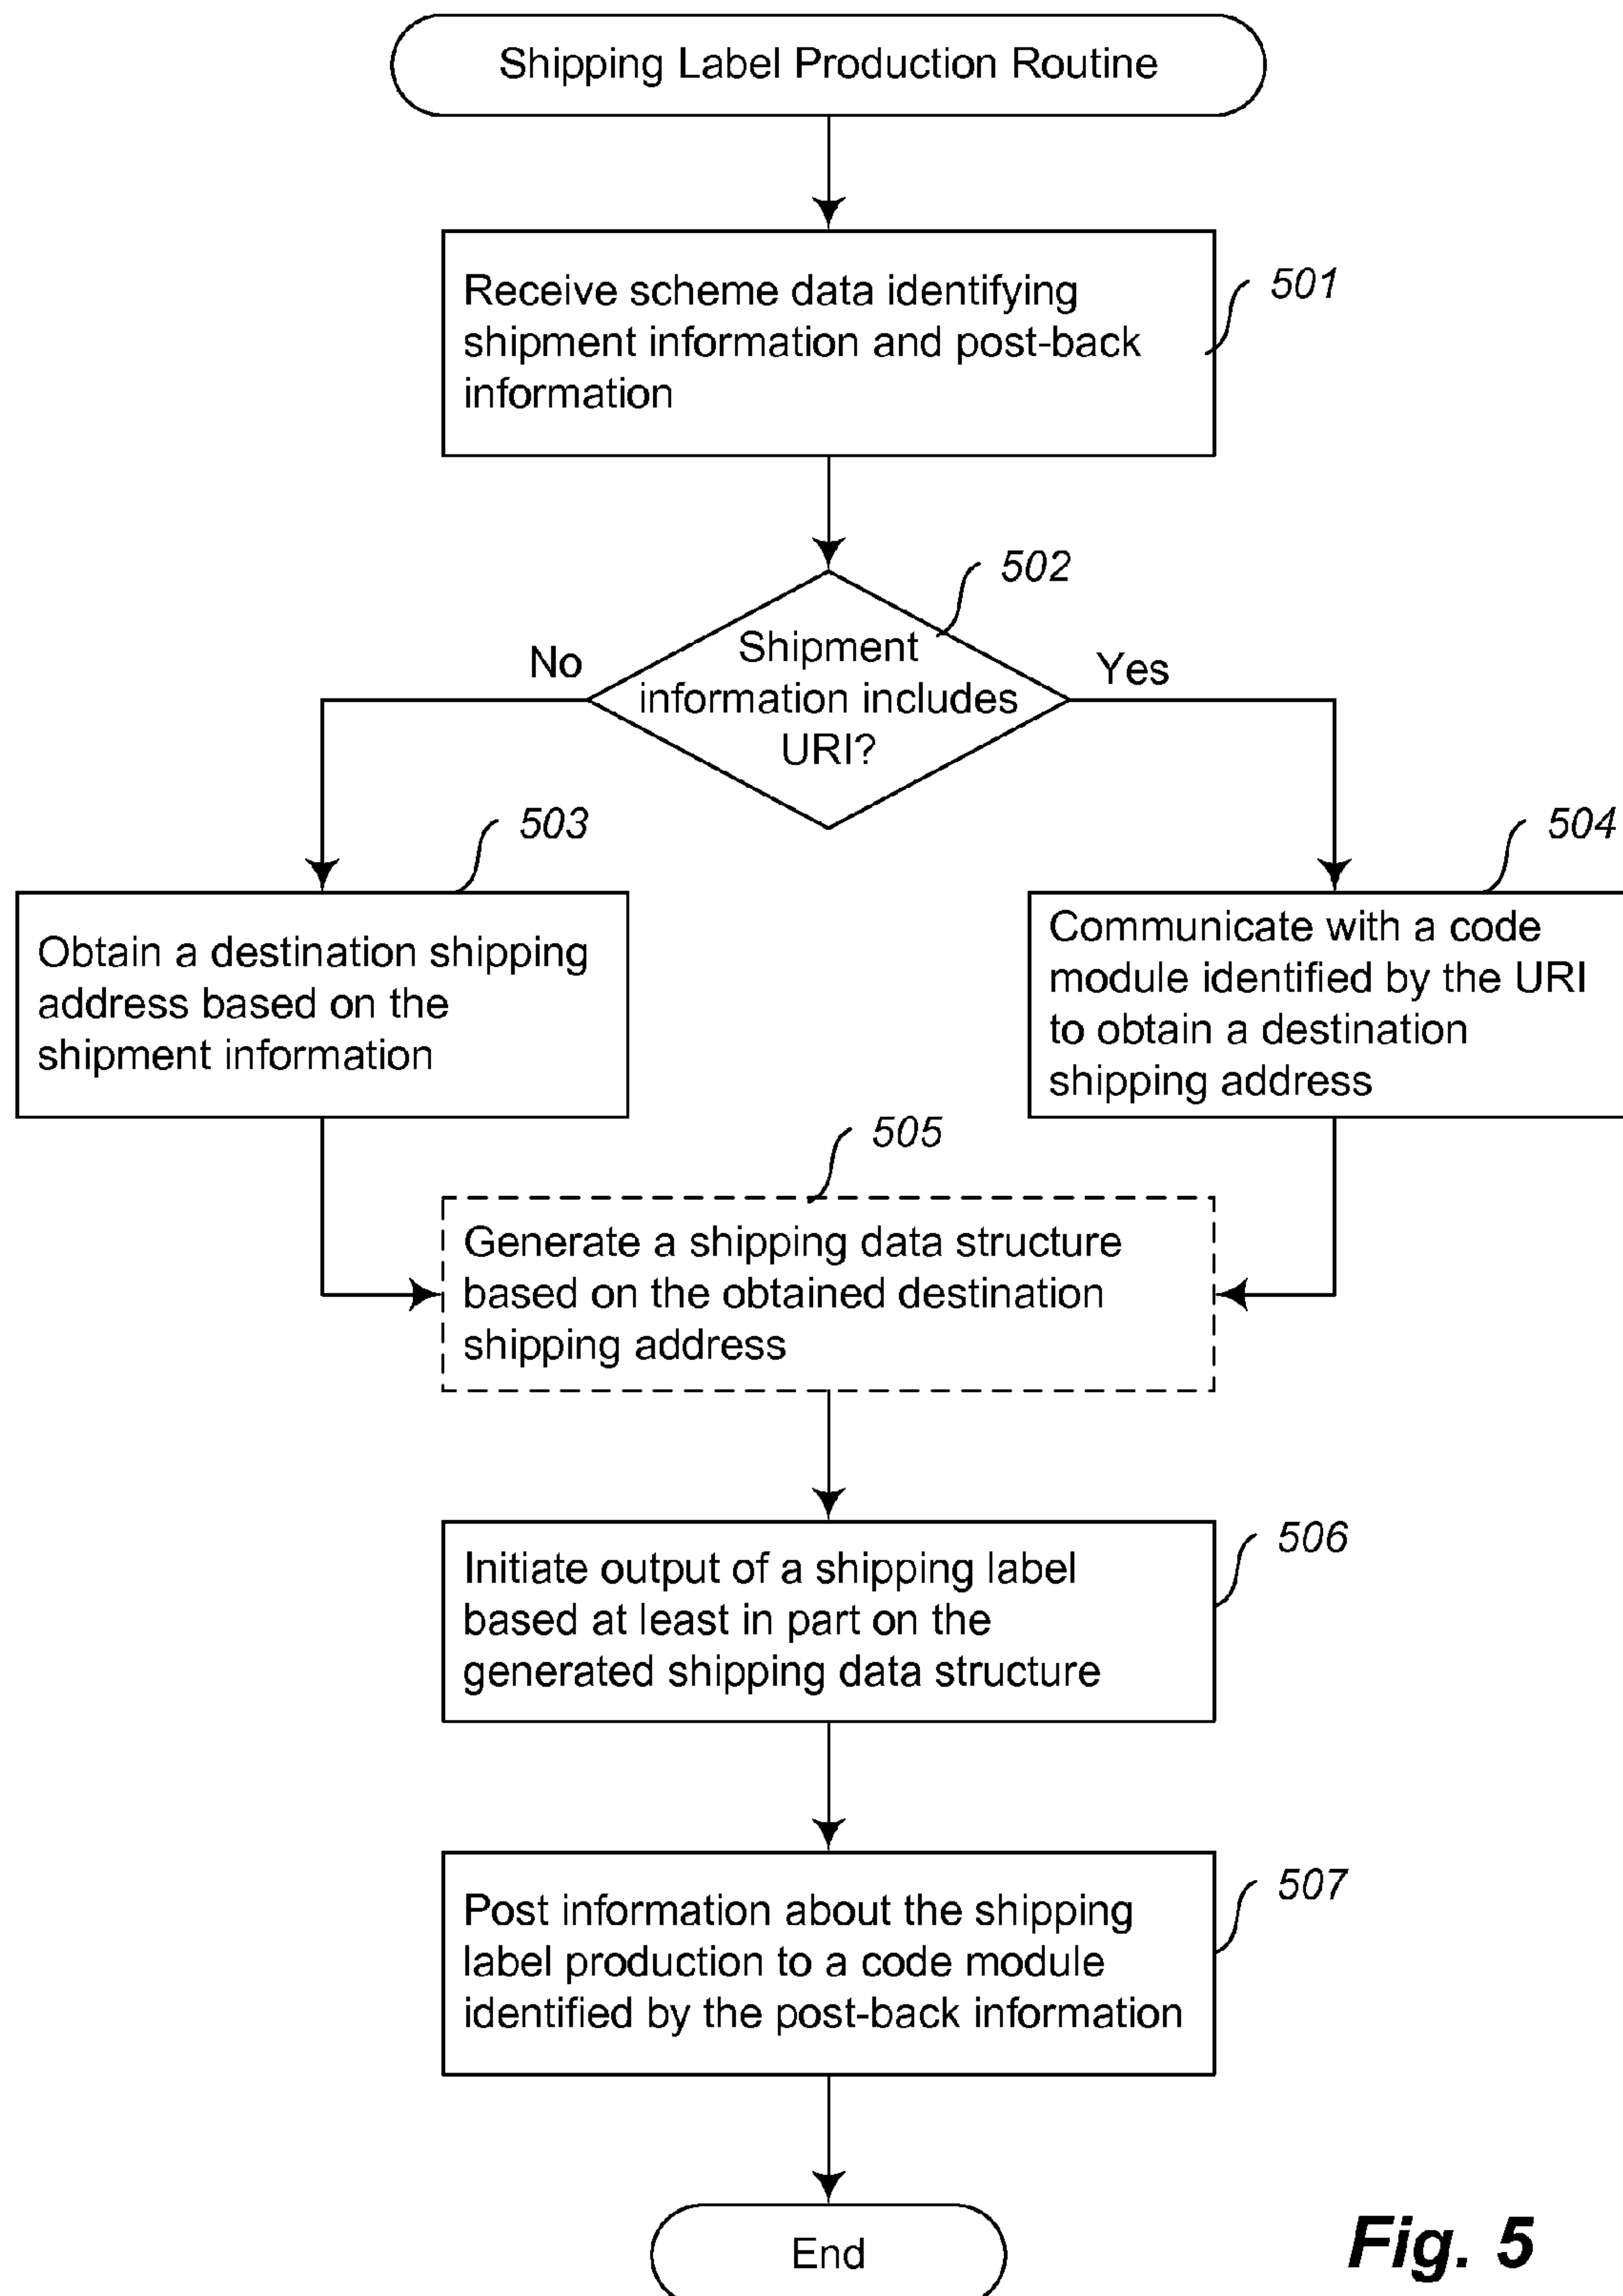 Shipping Label Production Routine
Receive scheme data identifying
shipment information and post-back
information
501
502
Shipment
information includes
URI?
No
Yes
503
Obtain a destination shipping
address based on the
shipment information
504
Communicate with a code
module identified by the URI
to obtain a destination
shipping address
505
Generate a shipping data structure
based on the obtained destination
shipping address
506
Initiate output of a shipping label
based at least in part on the
generated shipping data structure
507
Post information about the shipping
label production to a code module
identified by the post-back information
End
Fig. 5